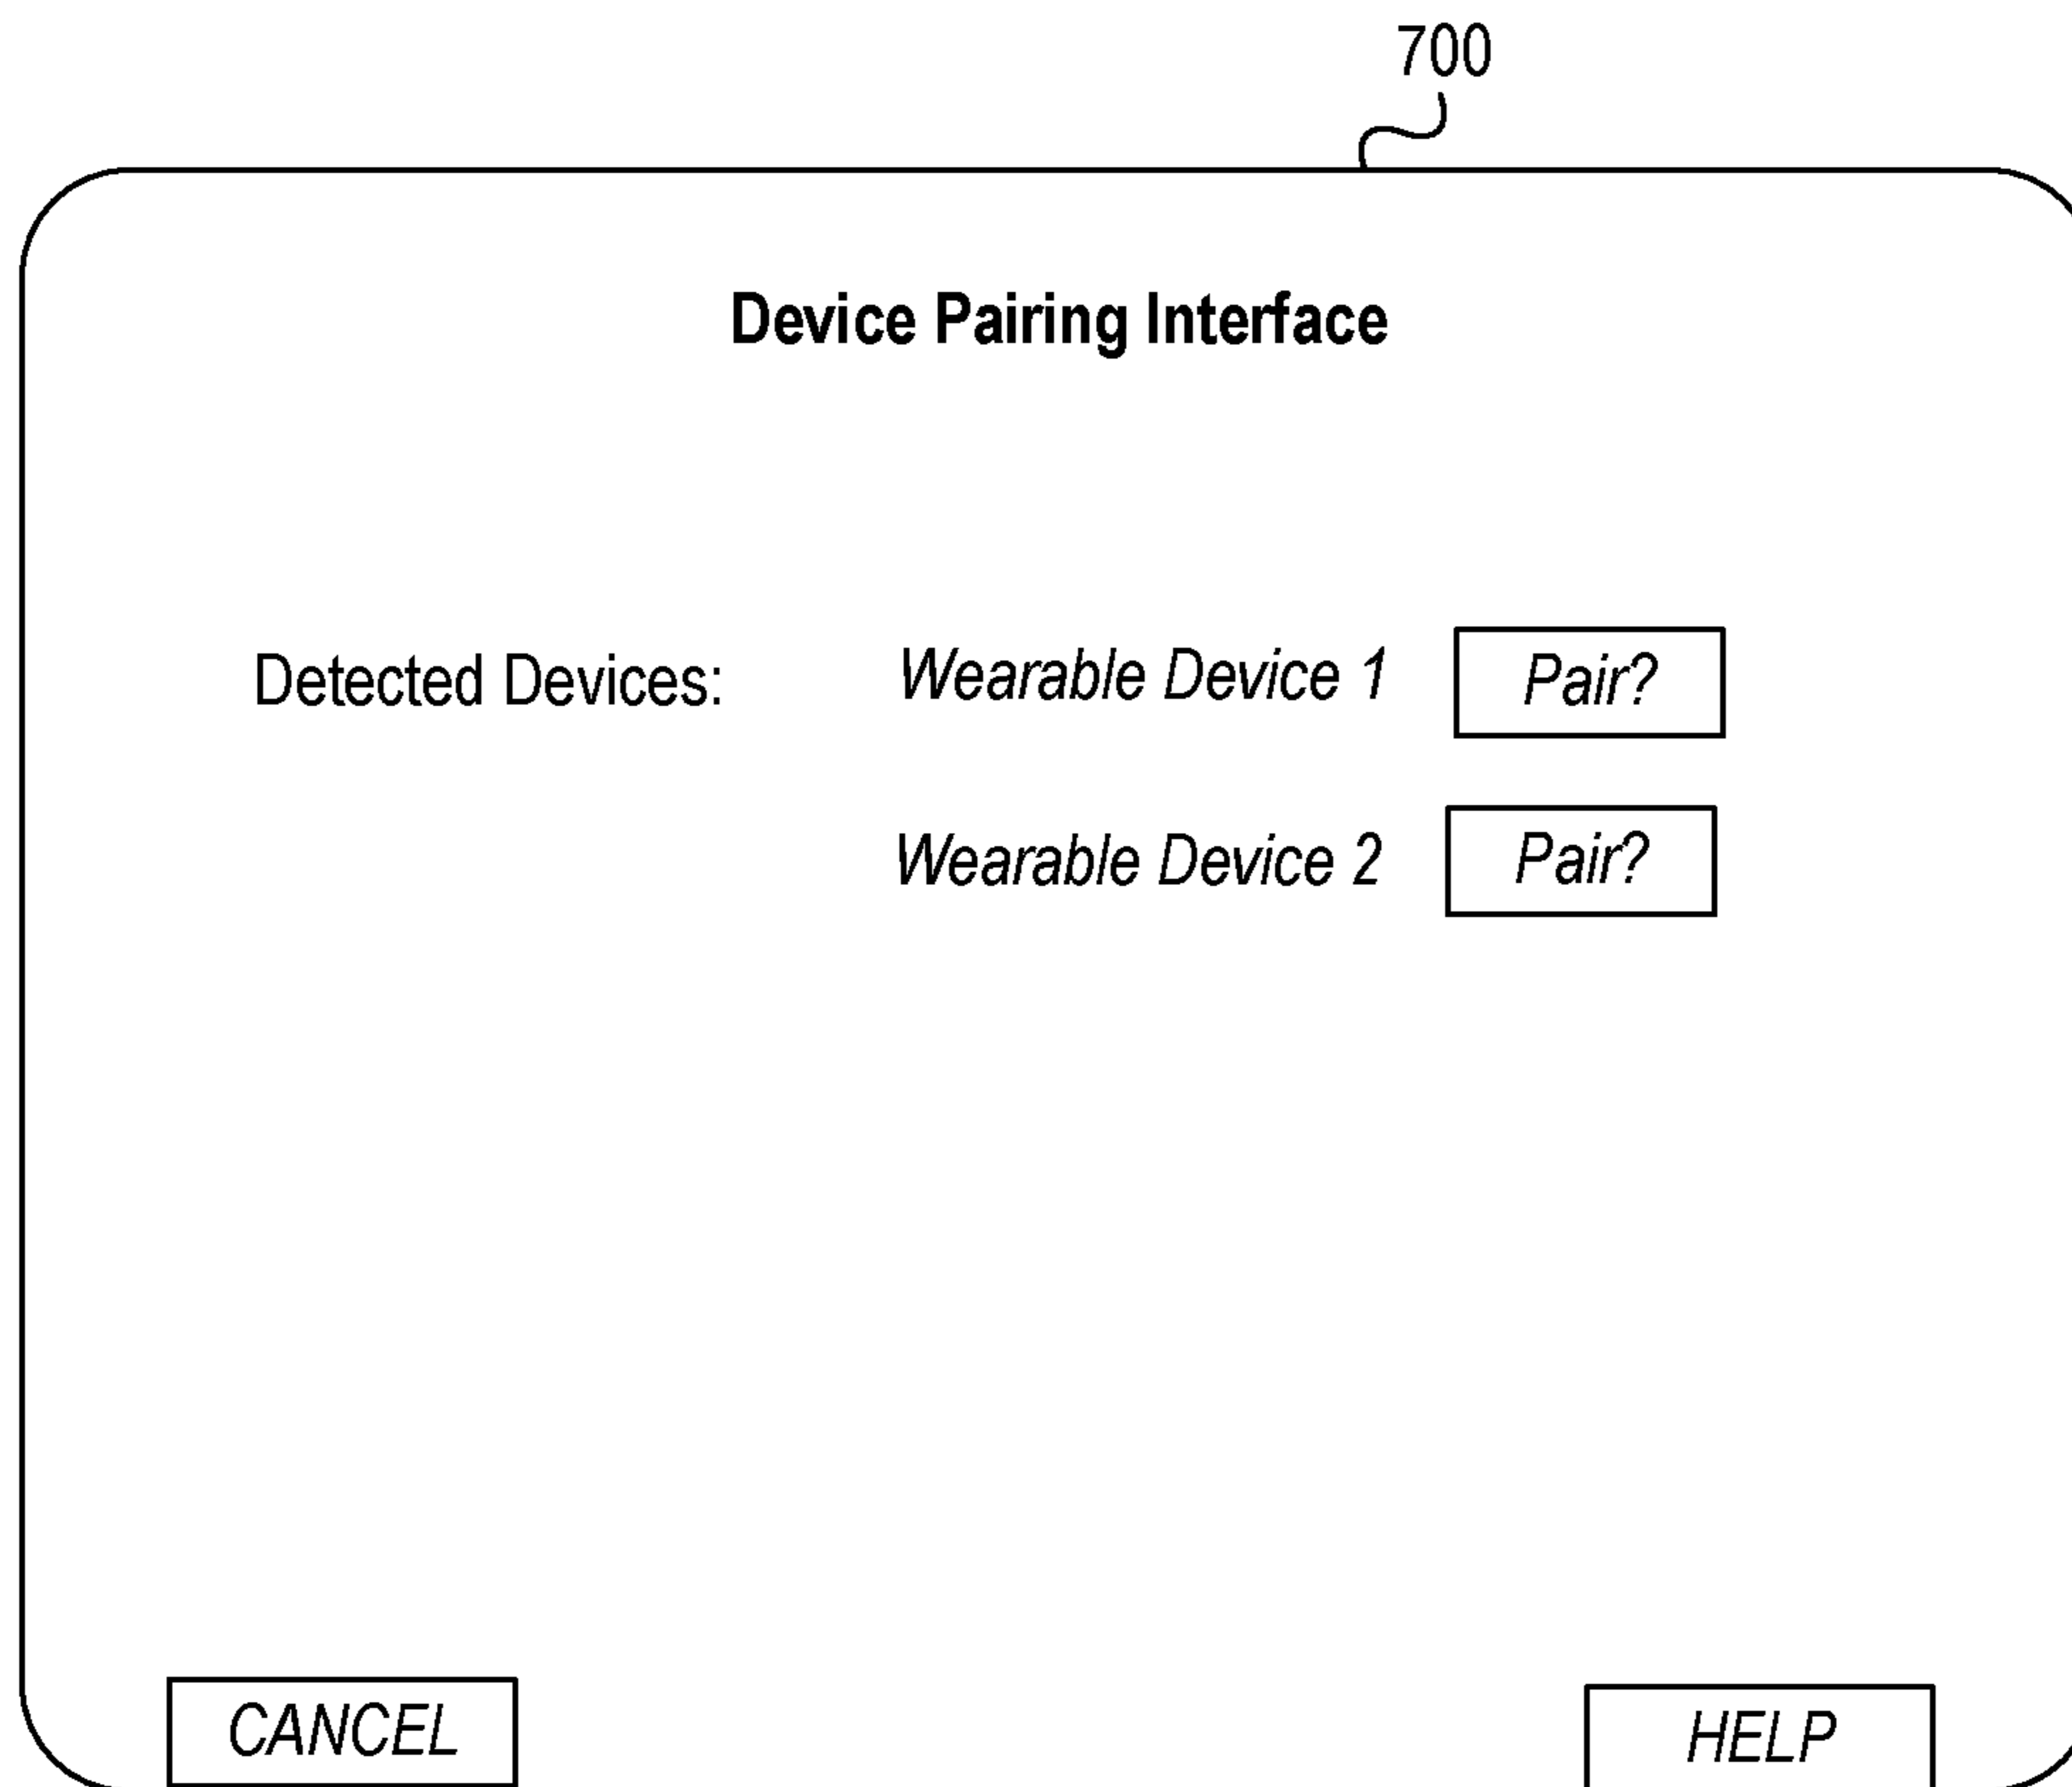 700
Device Pairing Interface
Detected Devices: Wearable Device 1 Pair?
Wearable Device 2 Pair?
CANCEL HELP